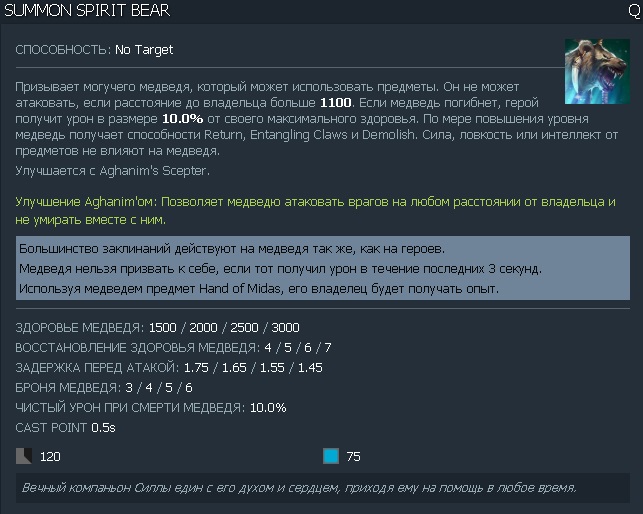 SUMMON SPIRIT BEAR Q
СПОСОБНОСТЬ: No Target
Призывает могучего медведя, который может использовать предметы. Он не может
атаковать, если расстояние до владельца больше 1100. Если медведь погибнет, герой
получит урон в размере 10.0% от своего максимального здоровья. По мере повышения уровня
медведь получает способности Return, Entangling Claws и Demolish. Сила, ловкость или интеллект от
предметов не влияют на медведя.
Улучшается с Aghanim's Scepter.
Улучшение Aghanim'ом: Позволяет медведю атаковать врагов на любом расстоянии от владельца и
не умирать вместе с ним.
Большинство заклинаний действуют на медведя так же, как на героев.
Медведя нельзя призвать к себе, если тот получил урон в течение последних 3 секунд.
Используя медведем предмет Hand of Midas, его владелец будет получать опыт.
ЗДОРОВЬЕ МЕДВЕДЯ: 1500 / 2000 / 2500 / 3000
ВОССТАНОВЛЕНИЕ ЗДОРОВЬЯ МЕДВЕДЯ: 4 / 5 / 6 / 7
ЗАДЕРЖКА ПЕРЕД АТАКОЙ: 1.75 / 1.65 / 1.55 / 1.45
БРОНЯ МЕДВЕДЯ: 3 / 4 / 5 / 6
ЧИСТЫЙ УРОН ПРИ СМЕРТИ МЕДВЕДЯ: 10.0%
CAST POINT 0.5s
120 75
Вечный компаньон Силлы един с его духом и сердцем, приходя ему на помощь в любое время.